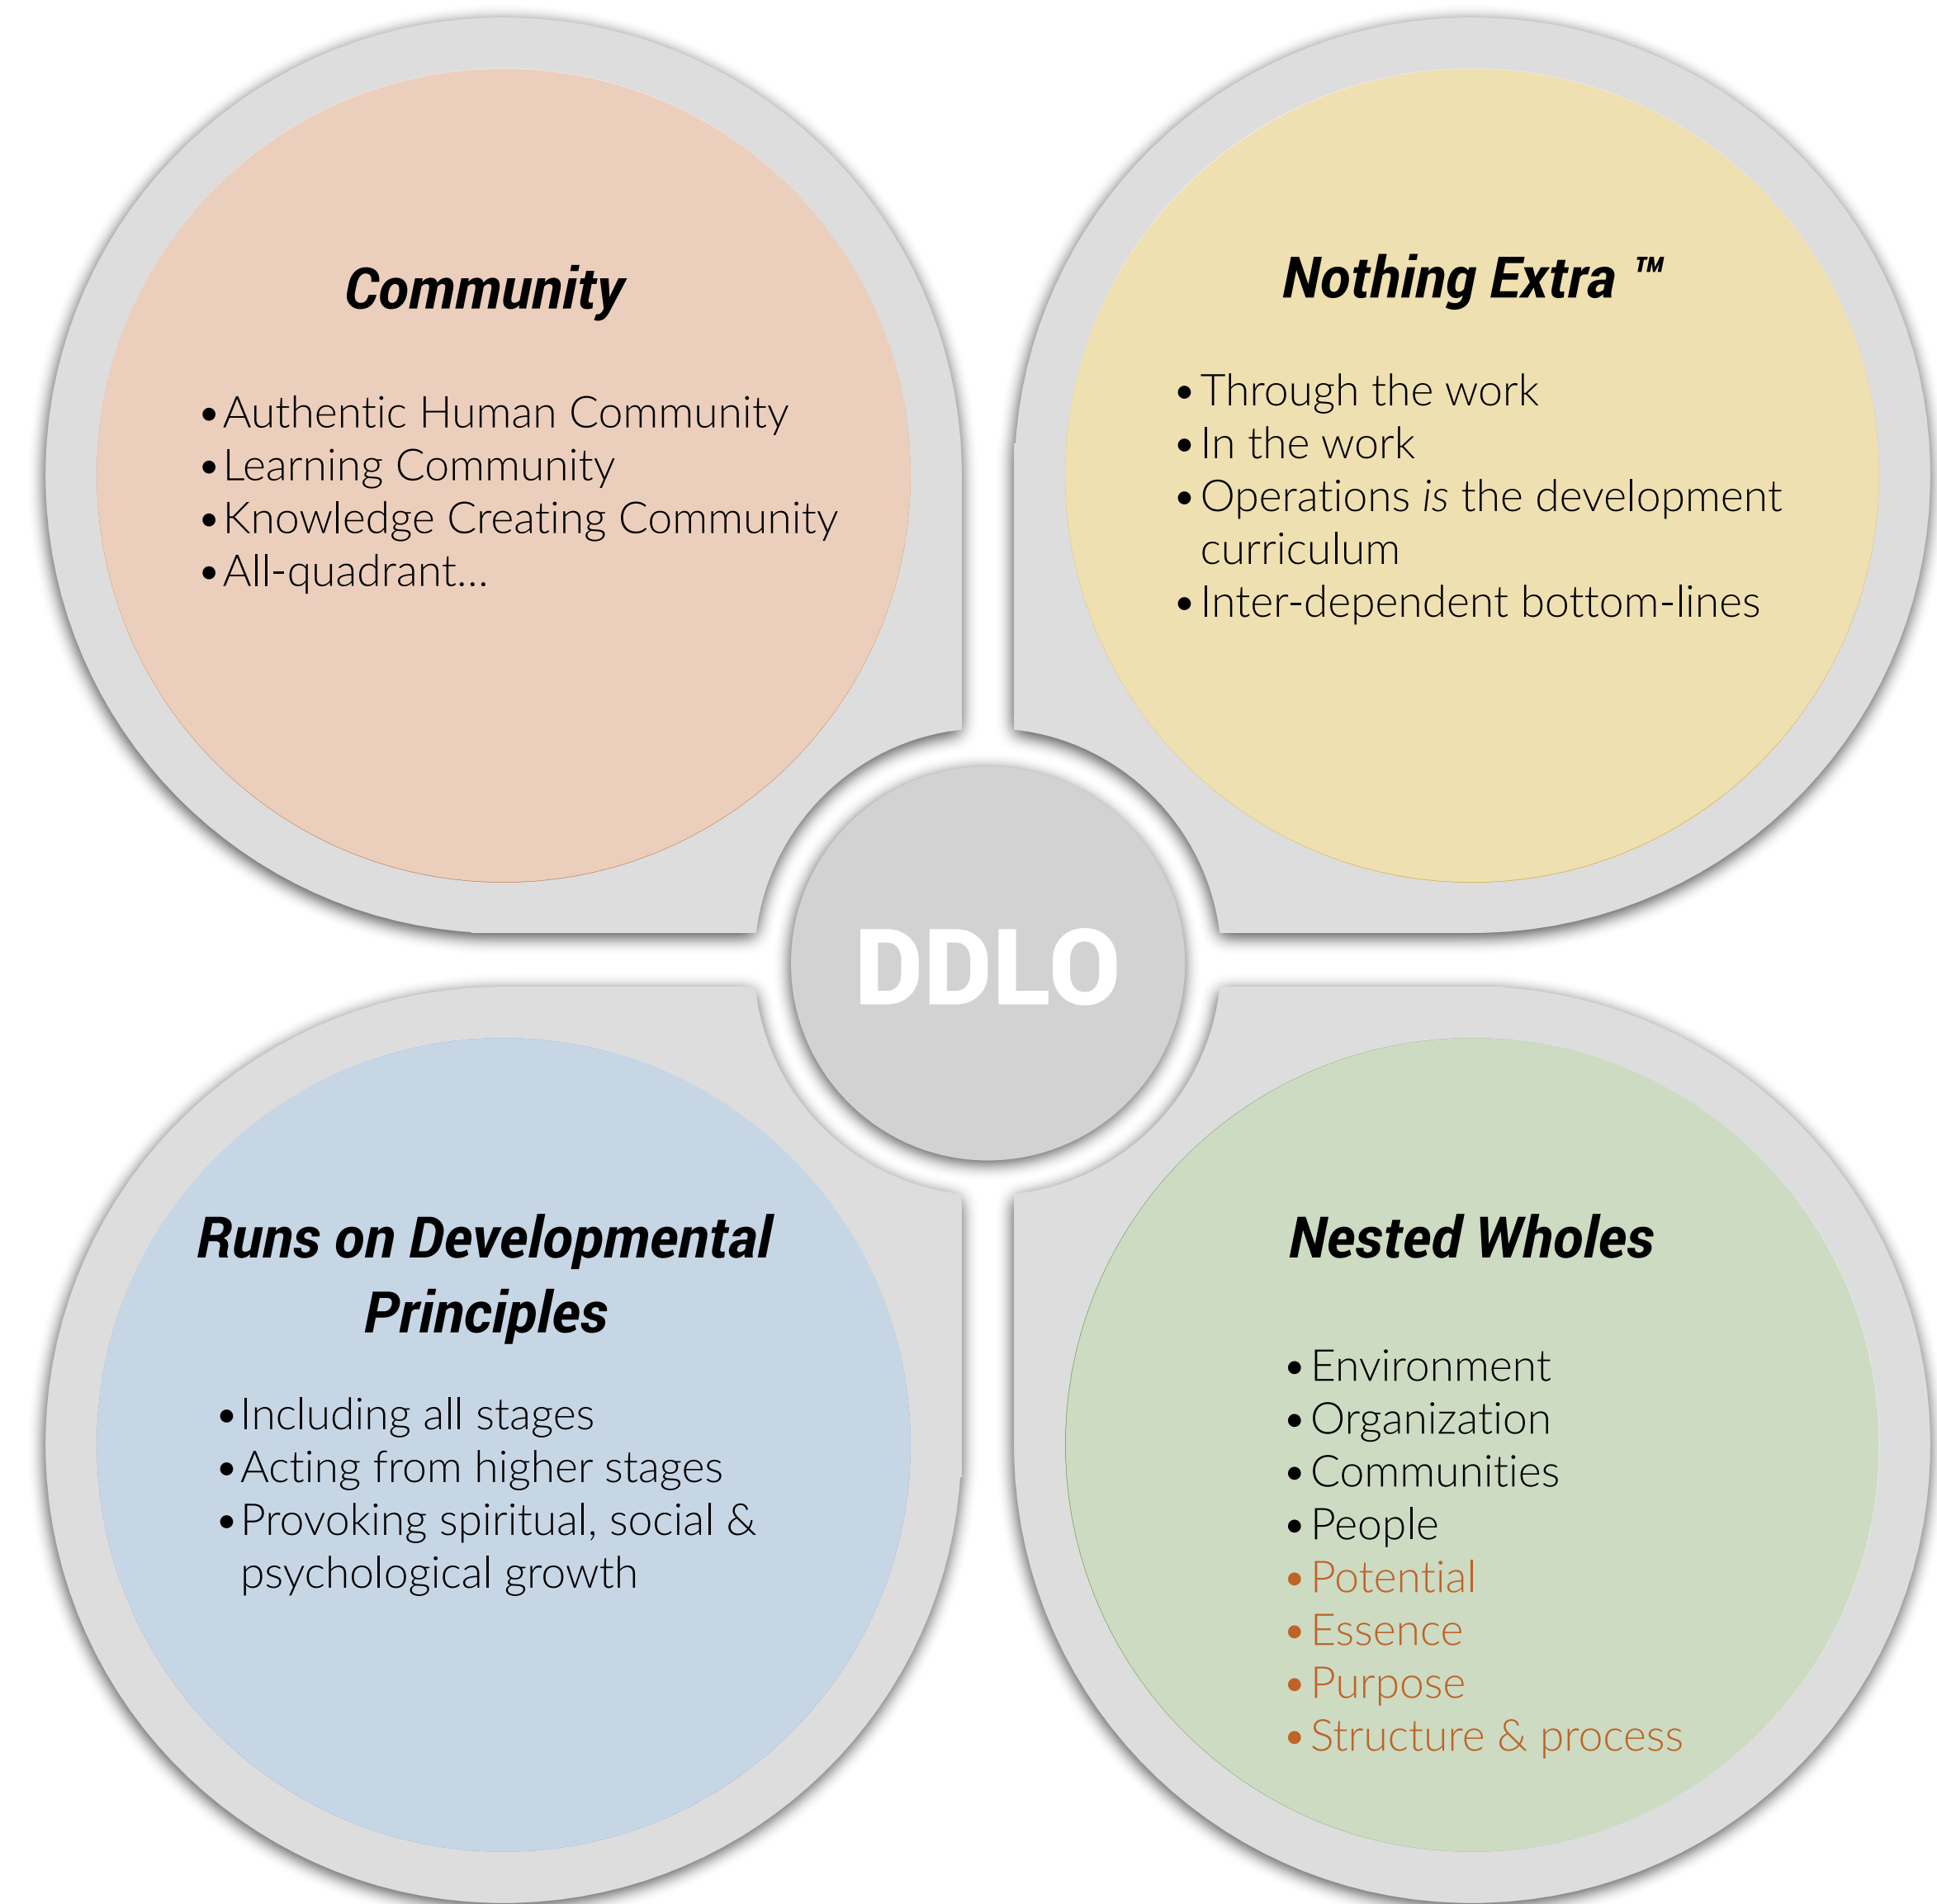 Community
•Authentic Human Community
•Learning Community
•Knowledge Creating Community
•All-quadrant...
Nothing Extra ™
•Through the work
•In the work
•Operations is the development
curriculum
•Inter-dependent bottom-lines
DDLO
Runs on Developmental
Principles
•Including all stages
•Acting from higher stages
•Provoking spiritual, social &
psychological growth
Nested Wholes
•Environment
•Organization
•Communities
•People
•Potential
•Essence
•Purpose
•Structure & process